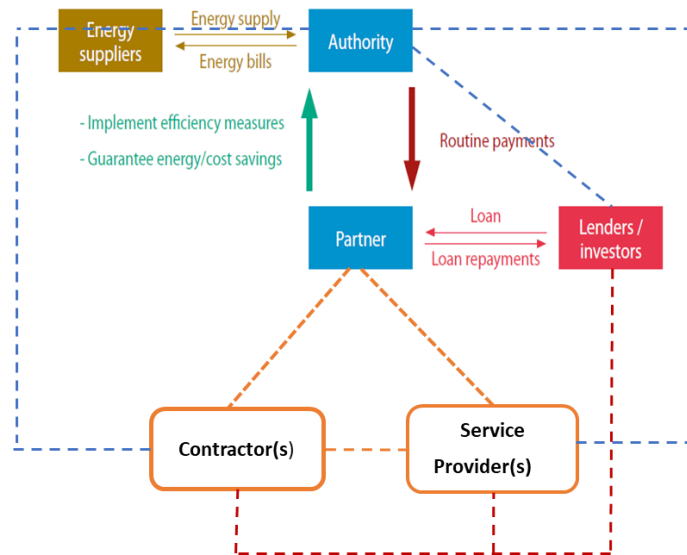 Energy supply
Energy
suppliers
Authority
Energy bills
- Implement efficiency measures
- Guarantee energy/cost savings
Routine payments
Partner
Loan
Loan repayments
Lenders /
investors
Contractor(s)
Service
Provider(s)